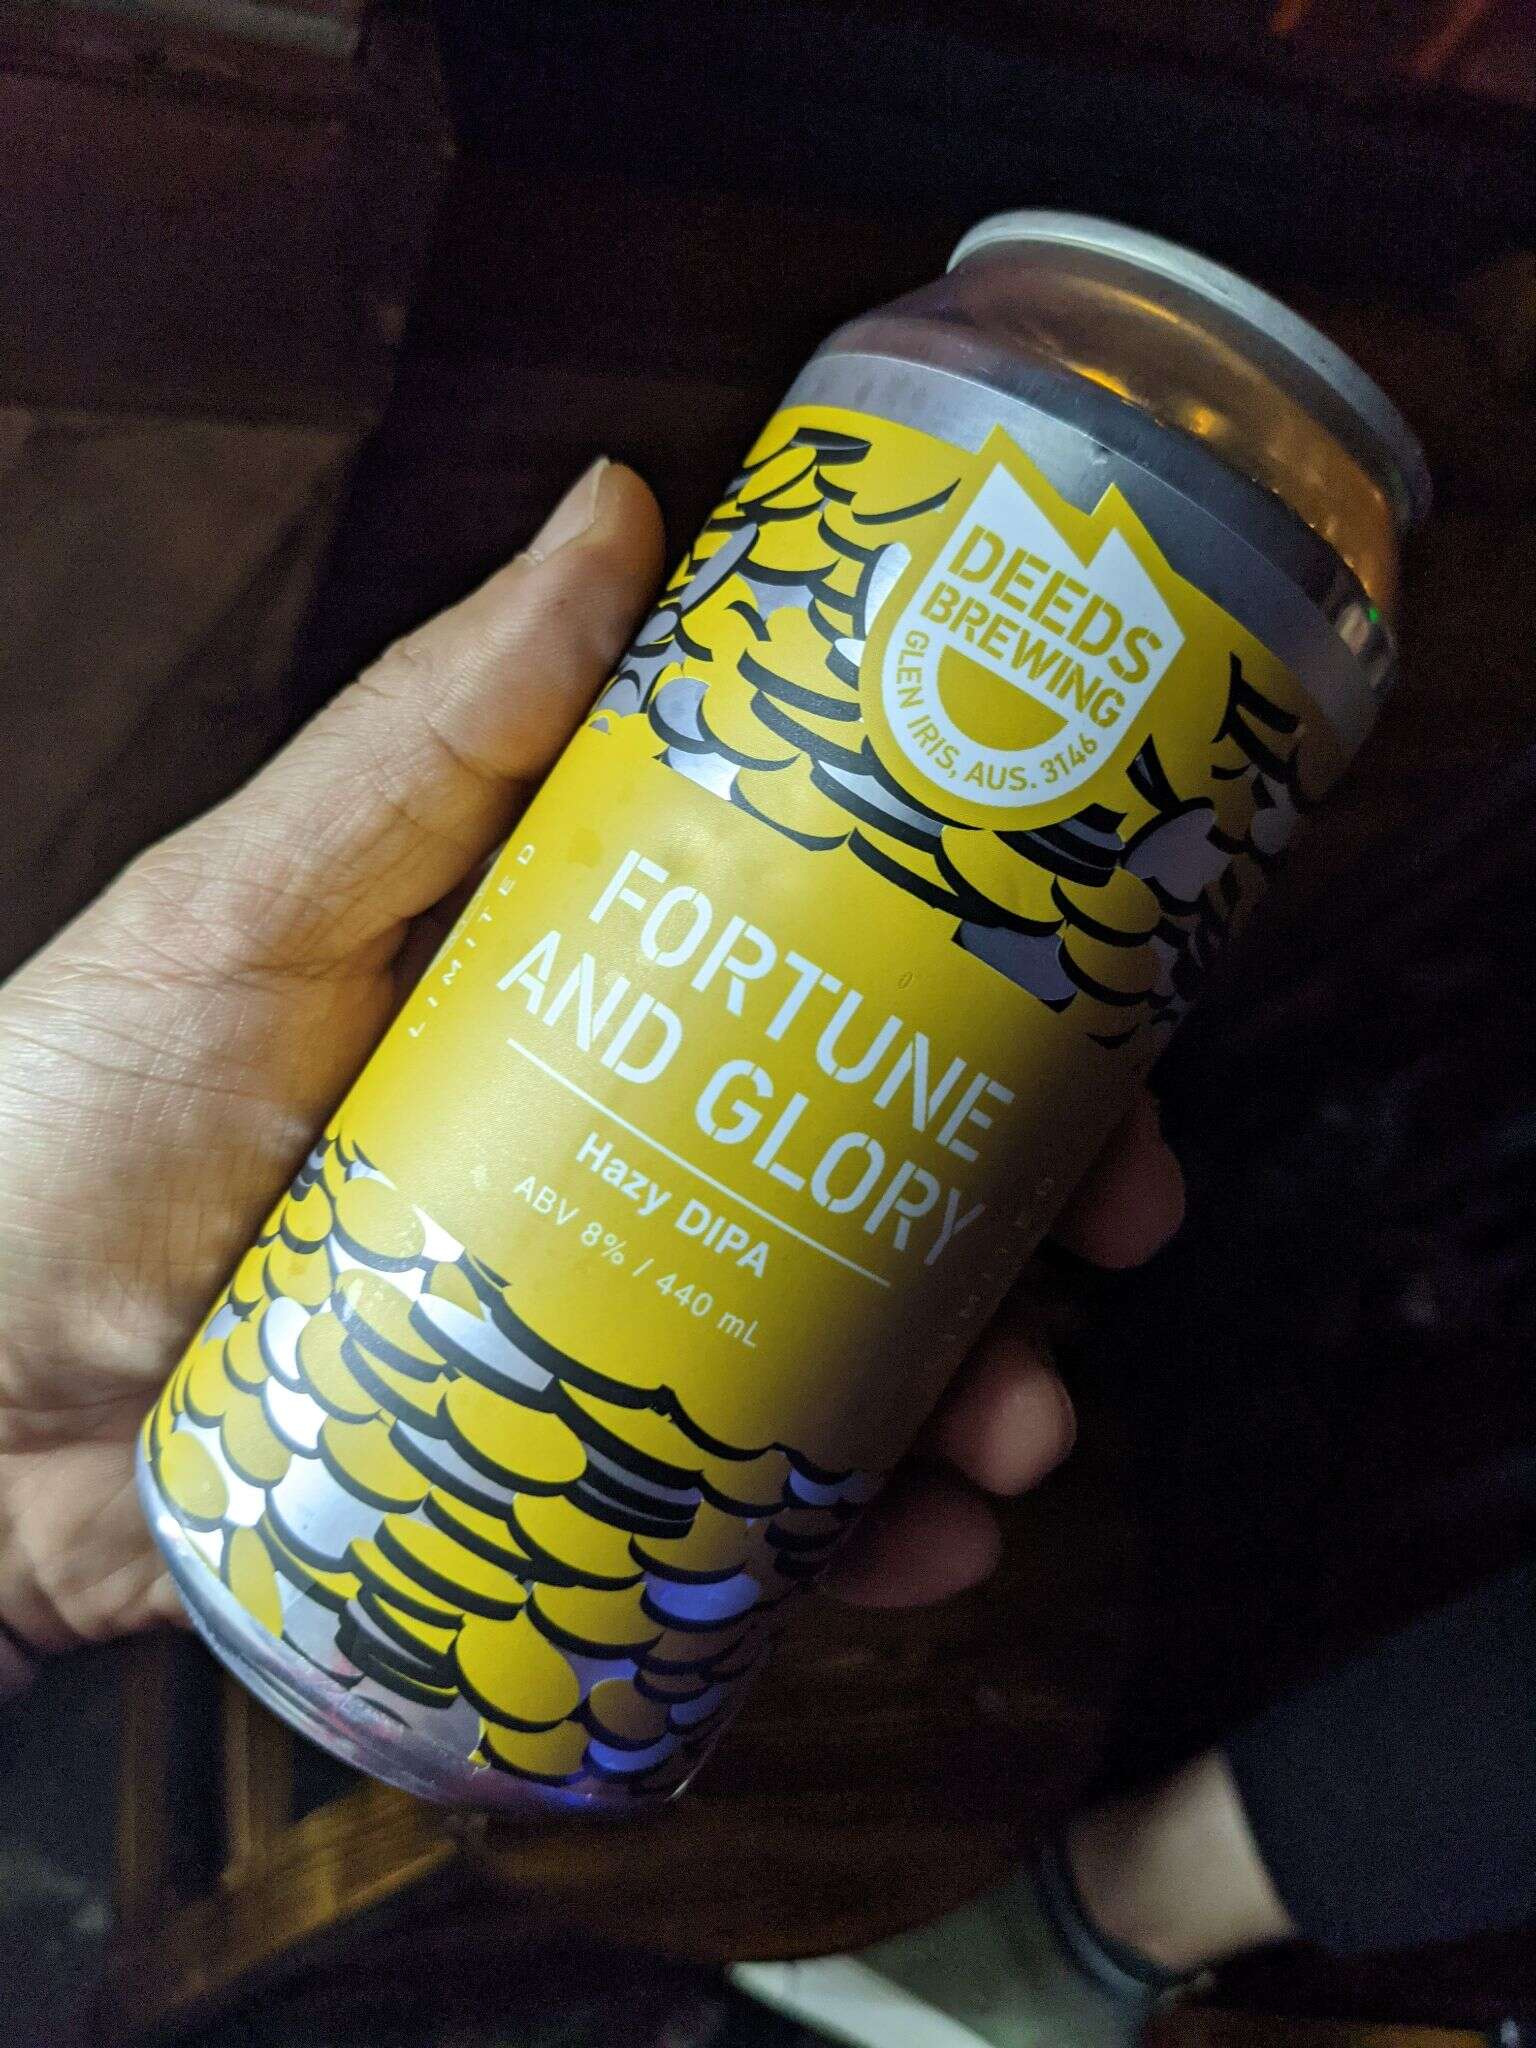 DEEDS
BREWING
GLEN IRIS, AUS. 3146
LIMITED
FORTUNE
AND GLORY
Hazy DIPA
ABV 8% / 440 mL